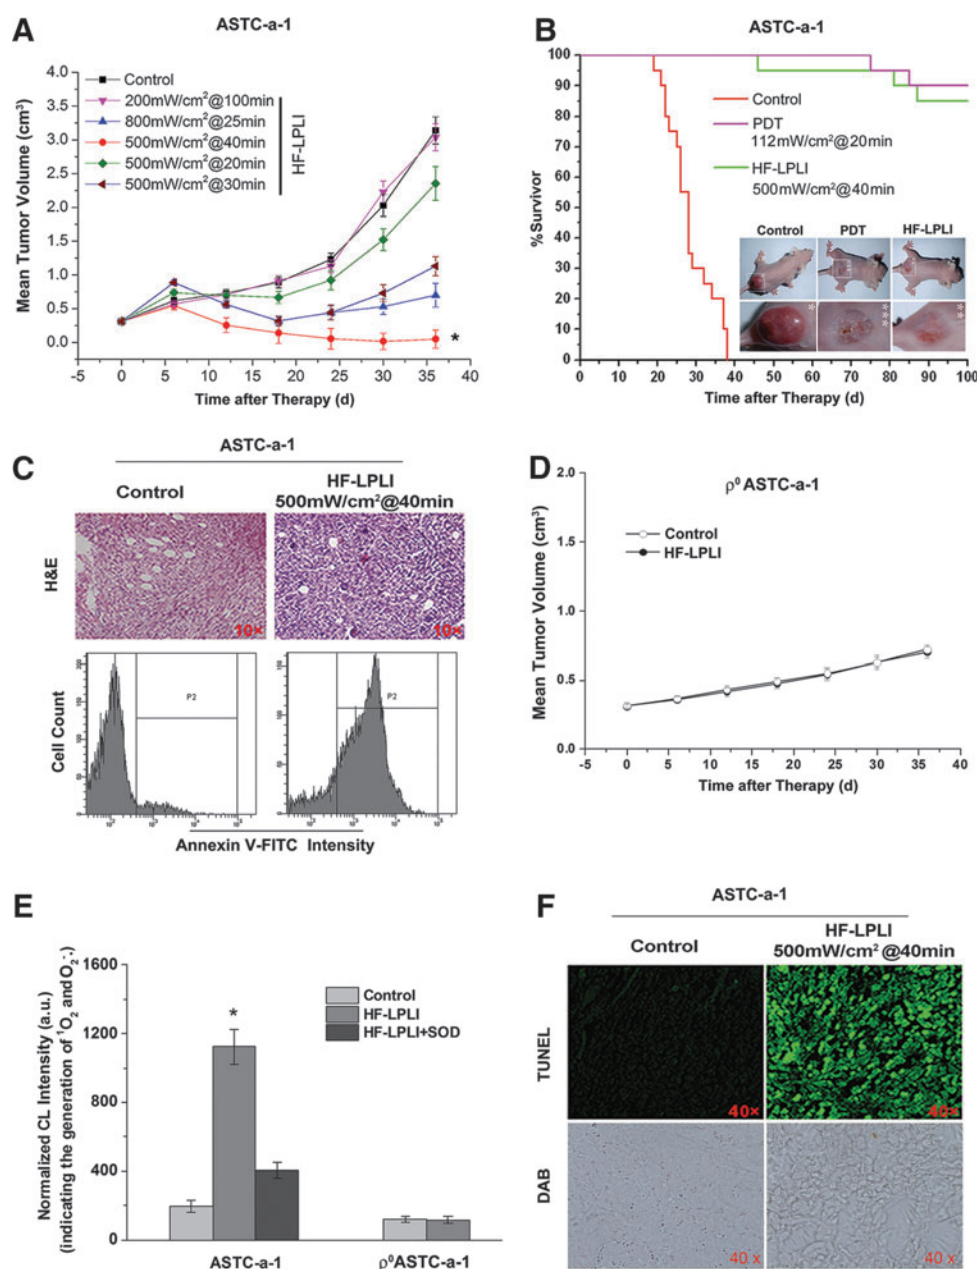 A
ASTC-a-1
Mean Tumor Volume (cm³)
4.0
3.5
3.0
2.5
2.0
1.5
1.0
0.5
0.0
Control
200mW/cm²@100min
800mW/cm²@25min
500mW/cm²@40min
500mW/cm²@20min
500mW/cm²@30min
HF-LPLI
*
-5 0 5 10 15 20 25 30 35 40
Time after Therapy (d)
B
ASTC-a-1
%Survivor
100
90
80
70
60
50
40
30
20
10
0
Control
PDT
112mW/cm²@20min
HF-LPLI
500mW/cm²@40min
Control PDT HF-LPLI
* *** ***
0 10 20 30 40 50 60 70 80 90 100
Time after Therapy (d)
C
ASTC-a-1
Control
HF-LPLI
500mW/cm²@40min
H&E
10× 10×
Cell Count
P2 P2
Annexin V-FITC Intensity
D
ρ⁰ ASTC-a-1
Mean Tumor Volume (cm³)
2.0
1.5
1.0
0.5
0.0
Control
HF-LPLI
-5 0 5 10 15 20 25 30 35 40
Time after Therapy (d)
E
Normalized CL Intensity (a.u.)
(indicating the generation of ¹O₂ and O₂⁻·)
1600
1200
800
400
0
Control
HF-LPLI
HF-LPLI+SOD
*
ASTC-a-1 ρ⁰ASTC-a-1
F
ASTC-a-1
Control
HF-LPLI
500mW/cm² @40min
TUNEL
40× 40×
DAB
40 x 40 x